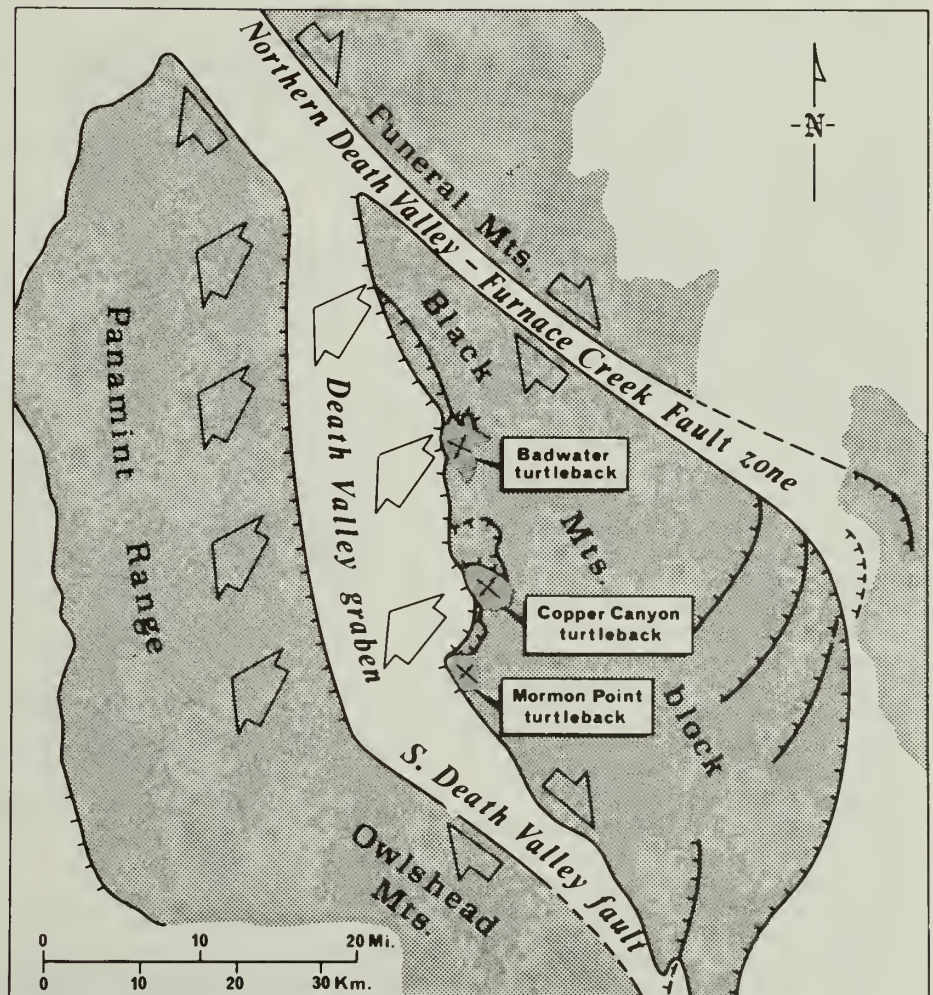 Northern Death Valley - Furnace Creek Fault zone
Funeral Mts.
-N-
Black
Mts.
block
Panamint
Range
Death Valley graben
Badwater
turtleback
Copper Canyon
turtleback
Mormon Point
turtleback
S. Death Valley fault
Owlshead
Mts.
0 10 20 Mi.
0 10 20 30 Km.